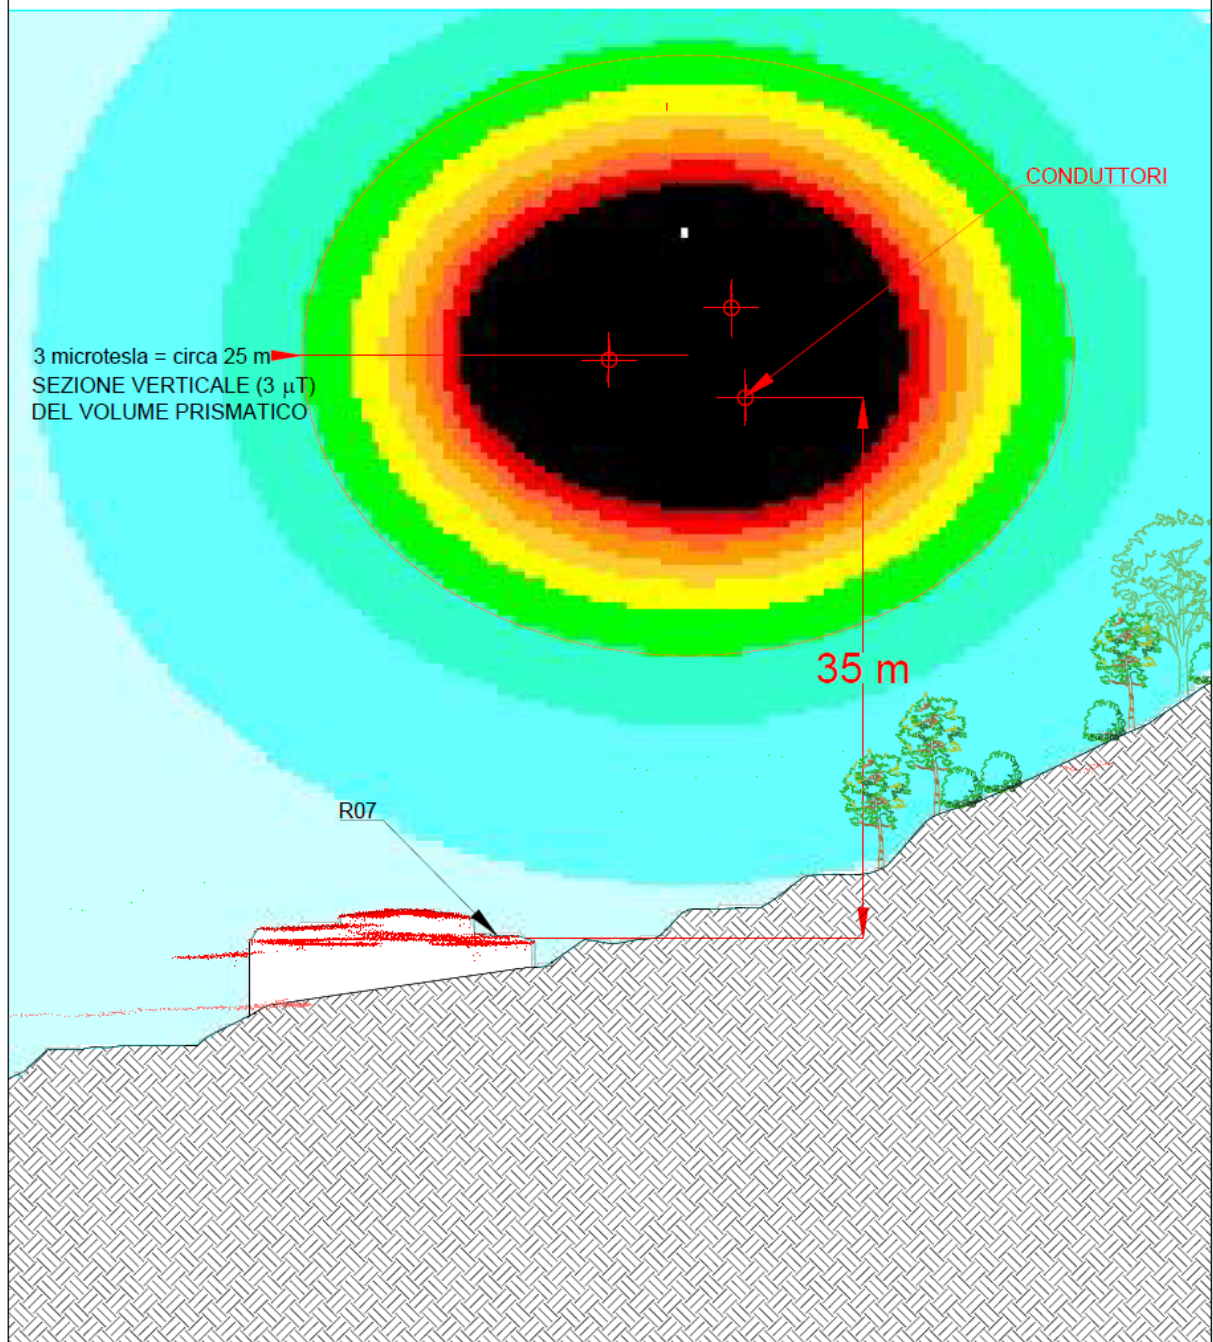 CONDUTTORI
3 microtesla = circa 25 m
SEZIONE VERTICALE (3 µT)
DEL VOLUME PRISMATICO
35 m
R07